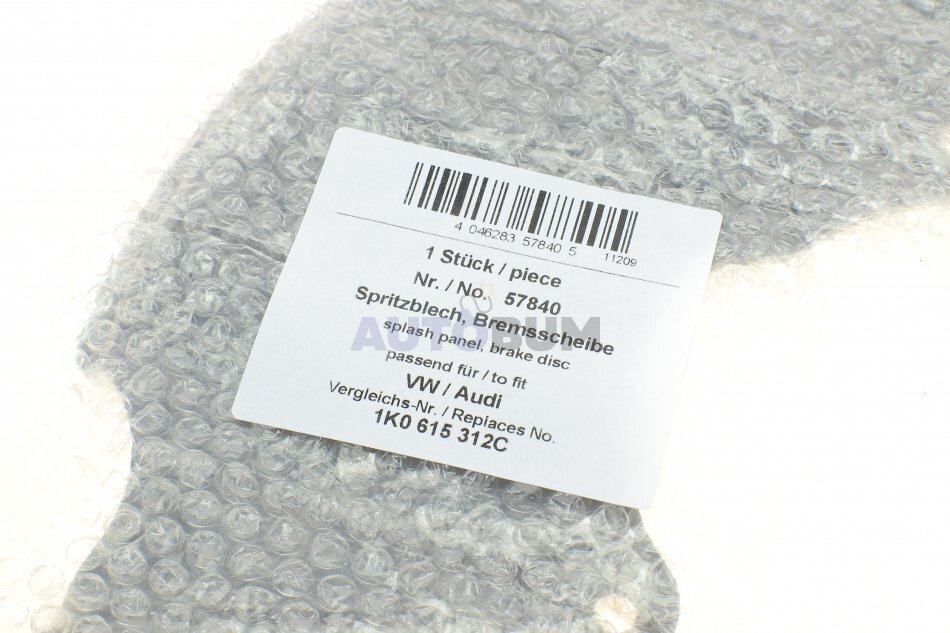 4 046283 57840 5 11209
1 Stück / piece
Nr. / No. 57840
Spritzblech, Bremsscheibe
AUTOBUM
splash panel, brake disc
passend für / to fit
VW / Audi
Vergleichs-Nr. / Replaces No.
1K0 615 312C